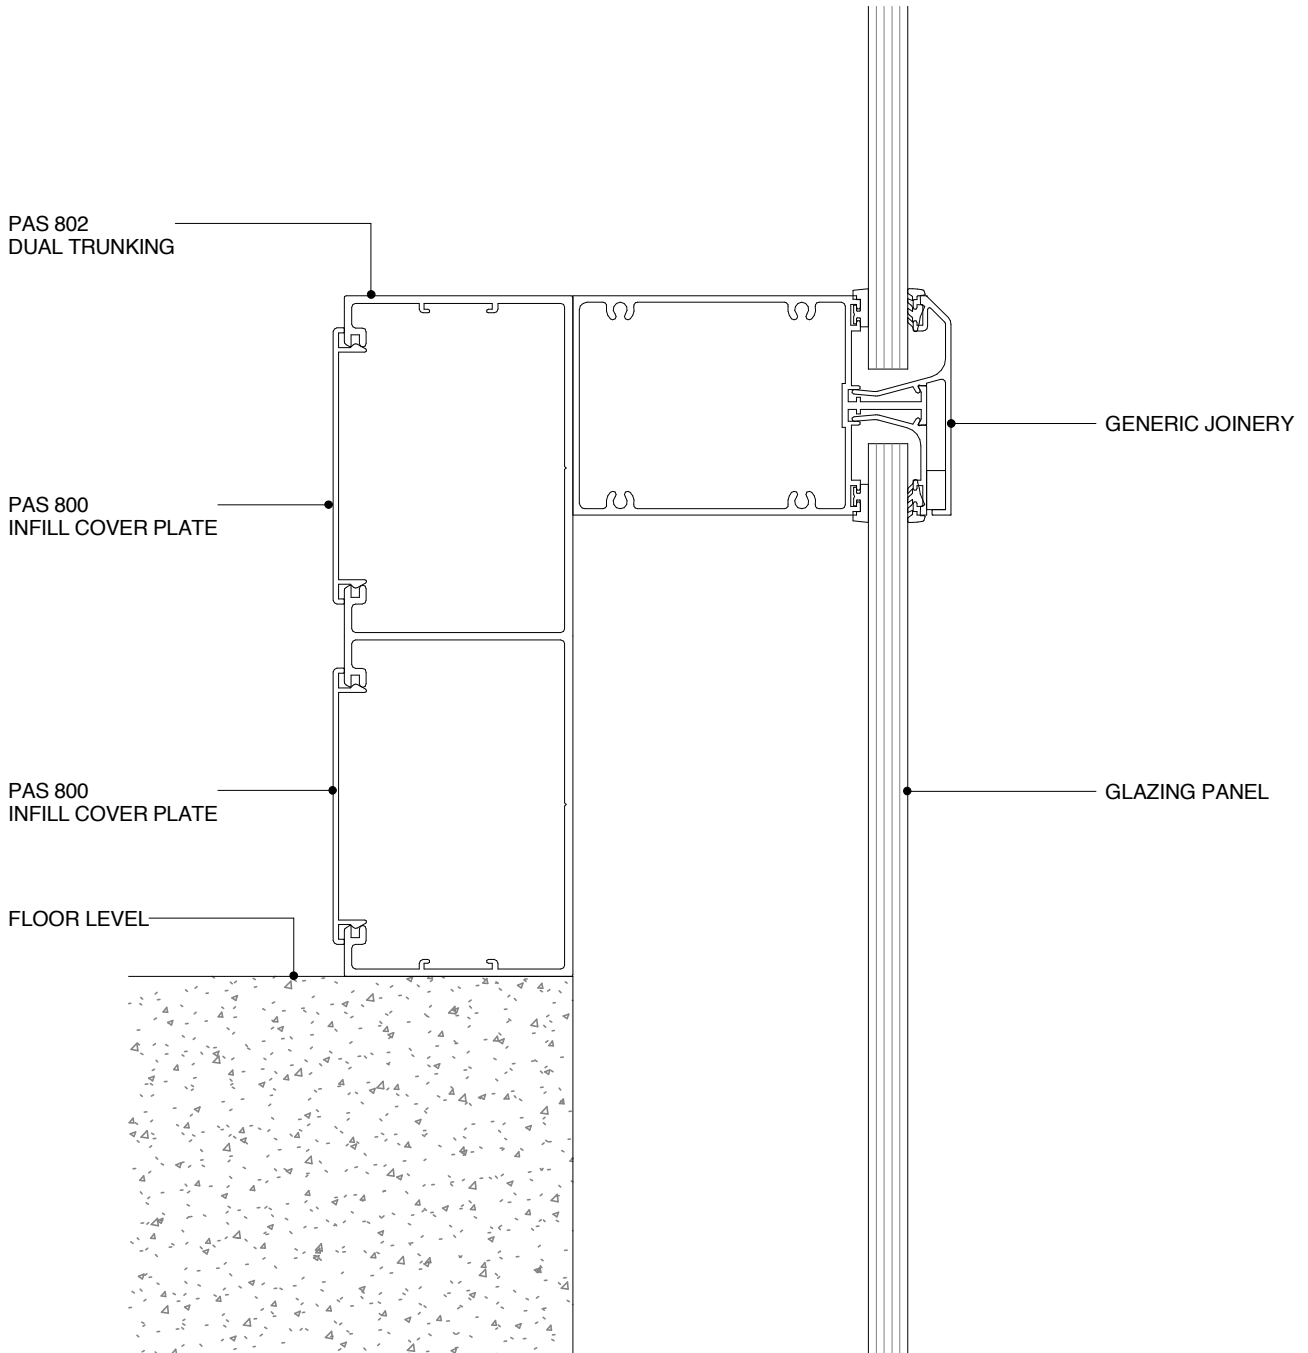 PAS 802
DUAL TRUNKING
GENERIC JOINERY
PAS 800
INFILL COVER PLATE
PAS 800
INFILL COVER PLATE
GLAZING PANEL
FLOOR LEVEL